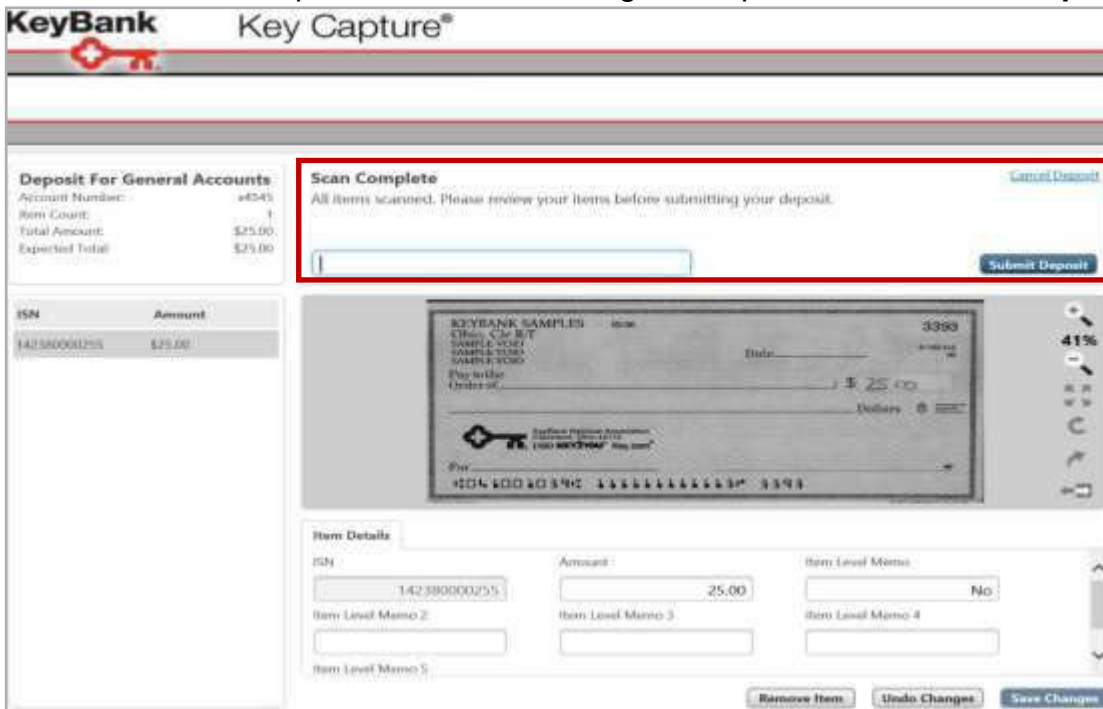 KeyBank Key Capture®
Deposit For General Accounts
Account Number: x4545
Item Count: 1
Total Amount: $25.00
Expected Total $25.00
Scan Complete
Cancel Deposit
All items scanned. Please review your items before submitting your deposit.
Submit Deposit
ISN Amount
142380000255 $25.00
KEYBANK SAMPLES
3393
Ohio, Cle R/T
SAMPLE VOID
SAMPLE VOID
SAMPLE VOID
Date
Pay to the
Order of $ 25.00
Dollars
For
3393
41%
Item Details
ISN Amount Item Level Memo
142380000255 25.00 No
Item Level Memo 2 Item Level Memo 3 Item Level Memo 4
Item Level Memo 5
Remove Item Undo Changes Save Changes